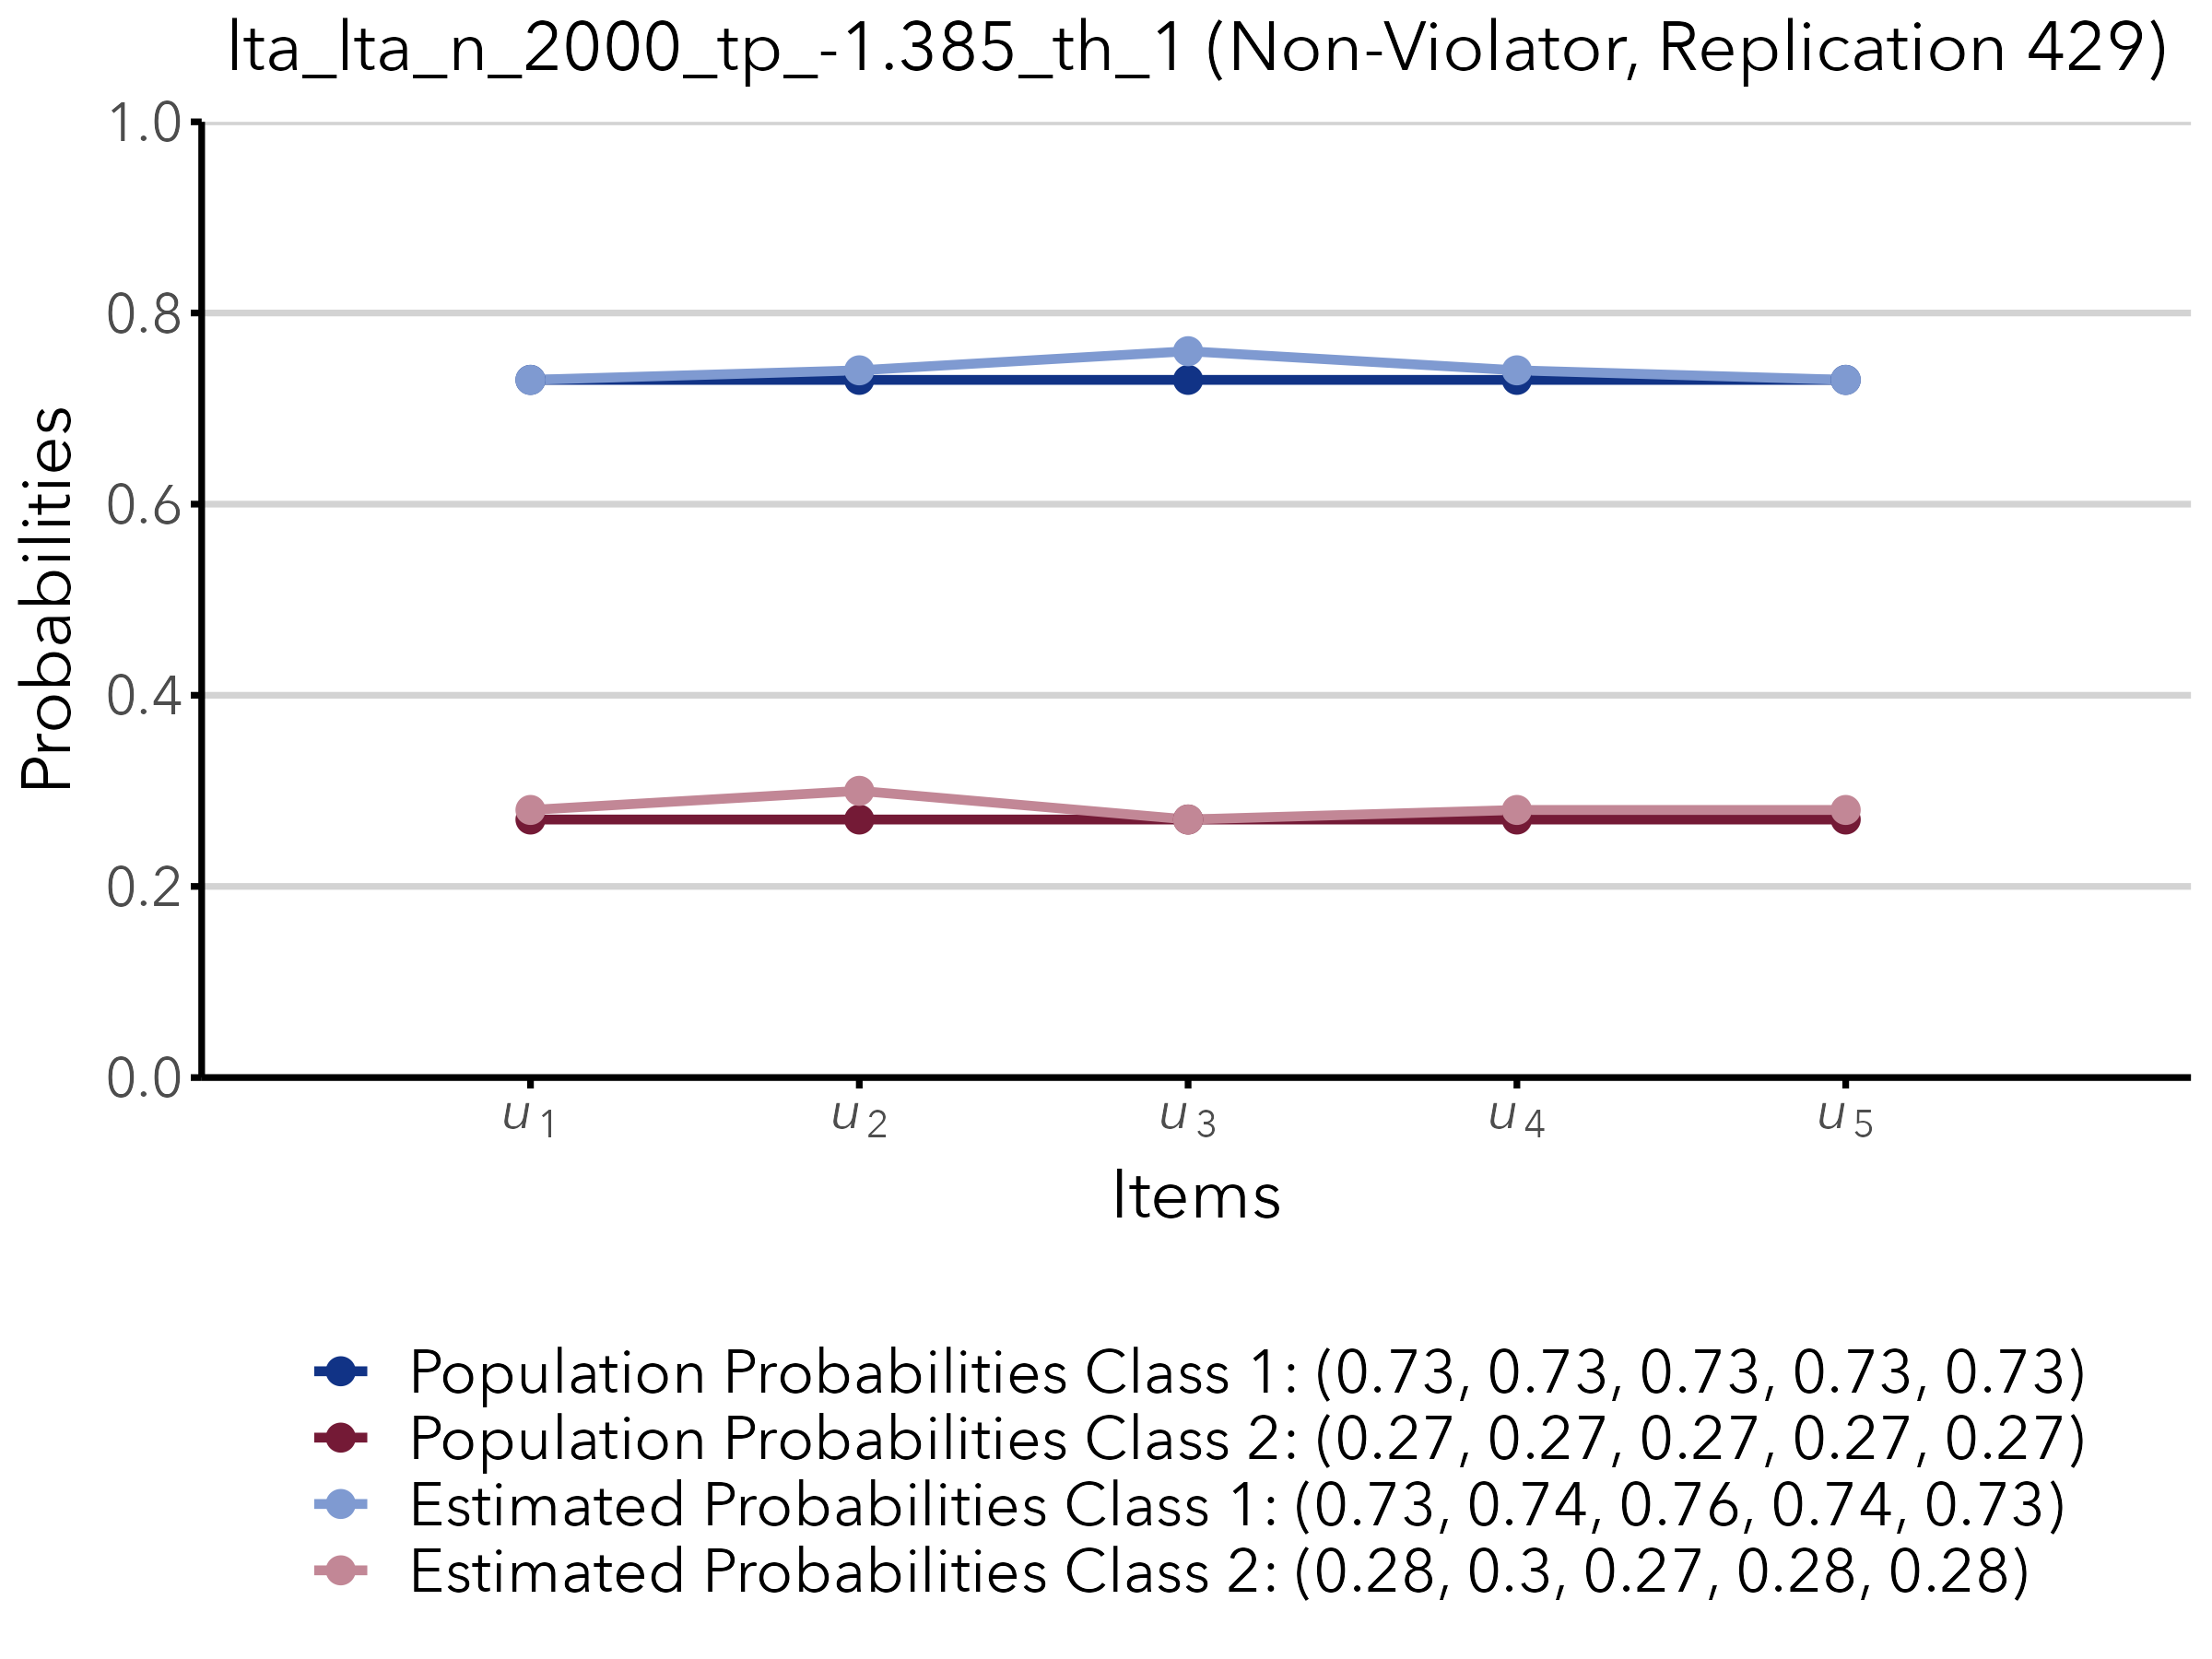 lta_lta_n_2000_tp_-1.385_th_1 (Non-Violator, Replication 429)
1.0
0.8
0.6
0.4
0.2
0.0
Probabilities
u1 u2 u3 u4 u5
Items
Population Probabilities Class 1: (0.73, 0.73, 0.73, 0.73, 0.73)
Population Probabilities Class 2: (0.27, 0.27, 0.27, 0.27, 0.27)
Estimated Probabilities Class 1: (0.73, 0.74, 0.76, 0.74, 0.73)
Estimated Probabilities Class 2: (0.28, 0.3, 0.27, 0.28, 0.28)